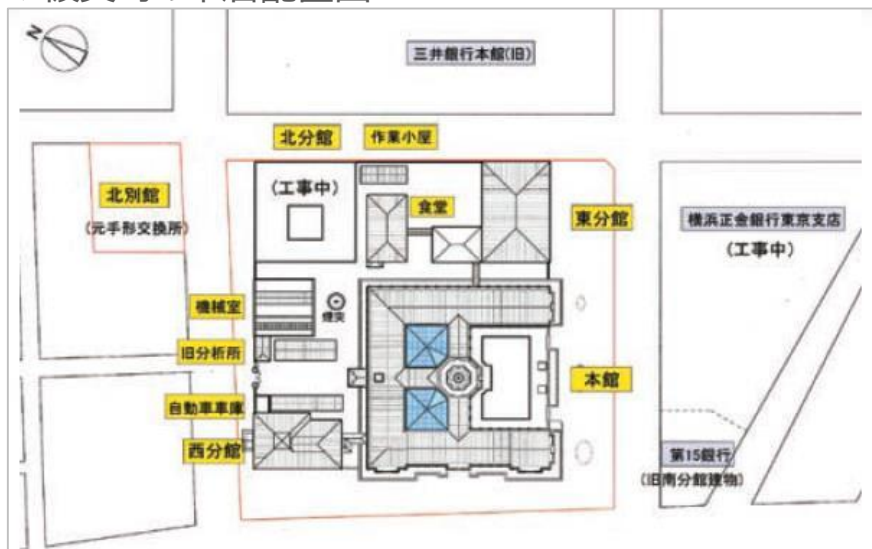 N
三井銀行本館(旧)
北分館
作業小屋
(工事中)
食堂
北別館
(元手形交換所)
東分館
横浜正金銀行東京支店
(工事中)
機械室
煙突
旧分析所
本館
自動車車庫
西分館
第15銀行
(旧南分館建物)